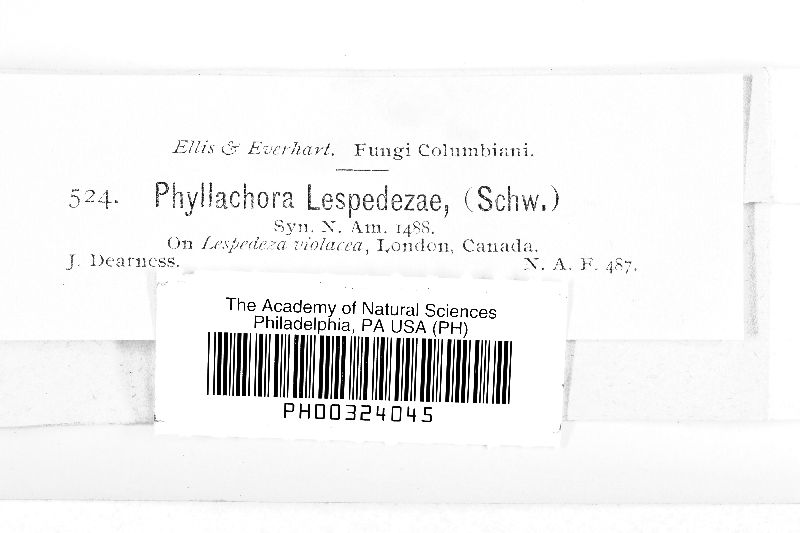 Ellis & Everhart. Fungi Columbiani.
524. Phyllachora Lespedezae, (Schw.)
Syn. N. Am. 1488.
On Lespedeza violacea, London, Canada.
J. Dearness. N. A. F. 487.
The Academy of Natural Sciences
Philadelphia, PA USA (PH)
PH00324045